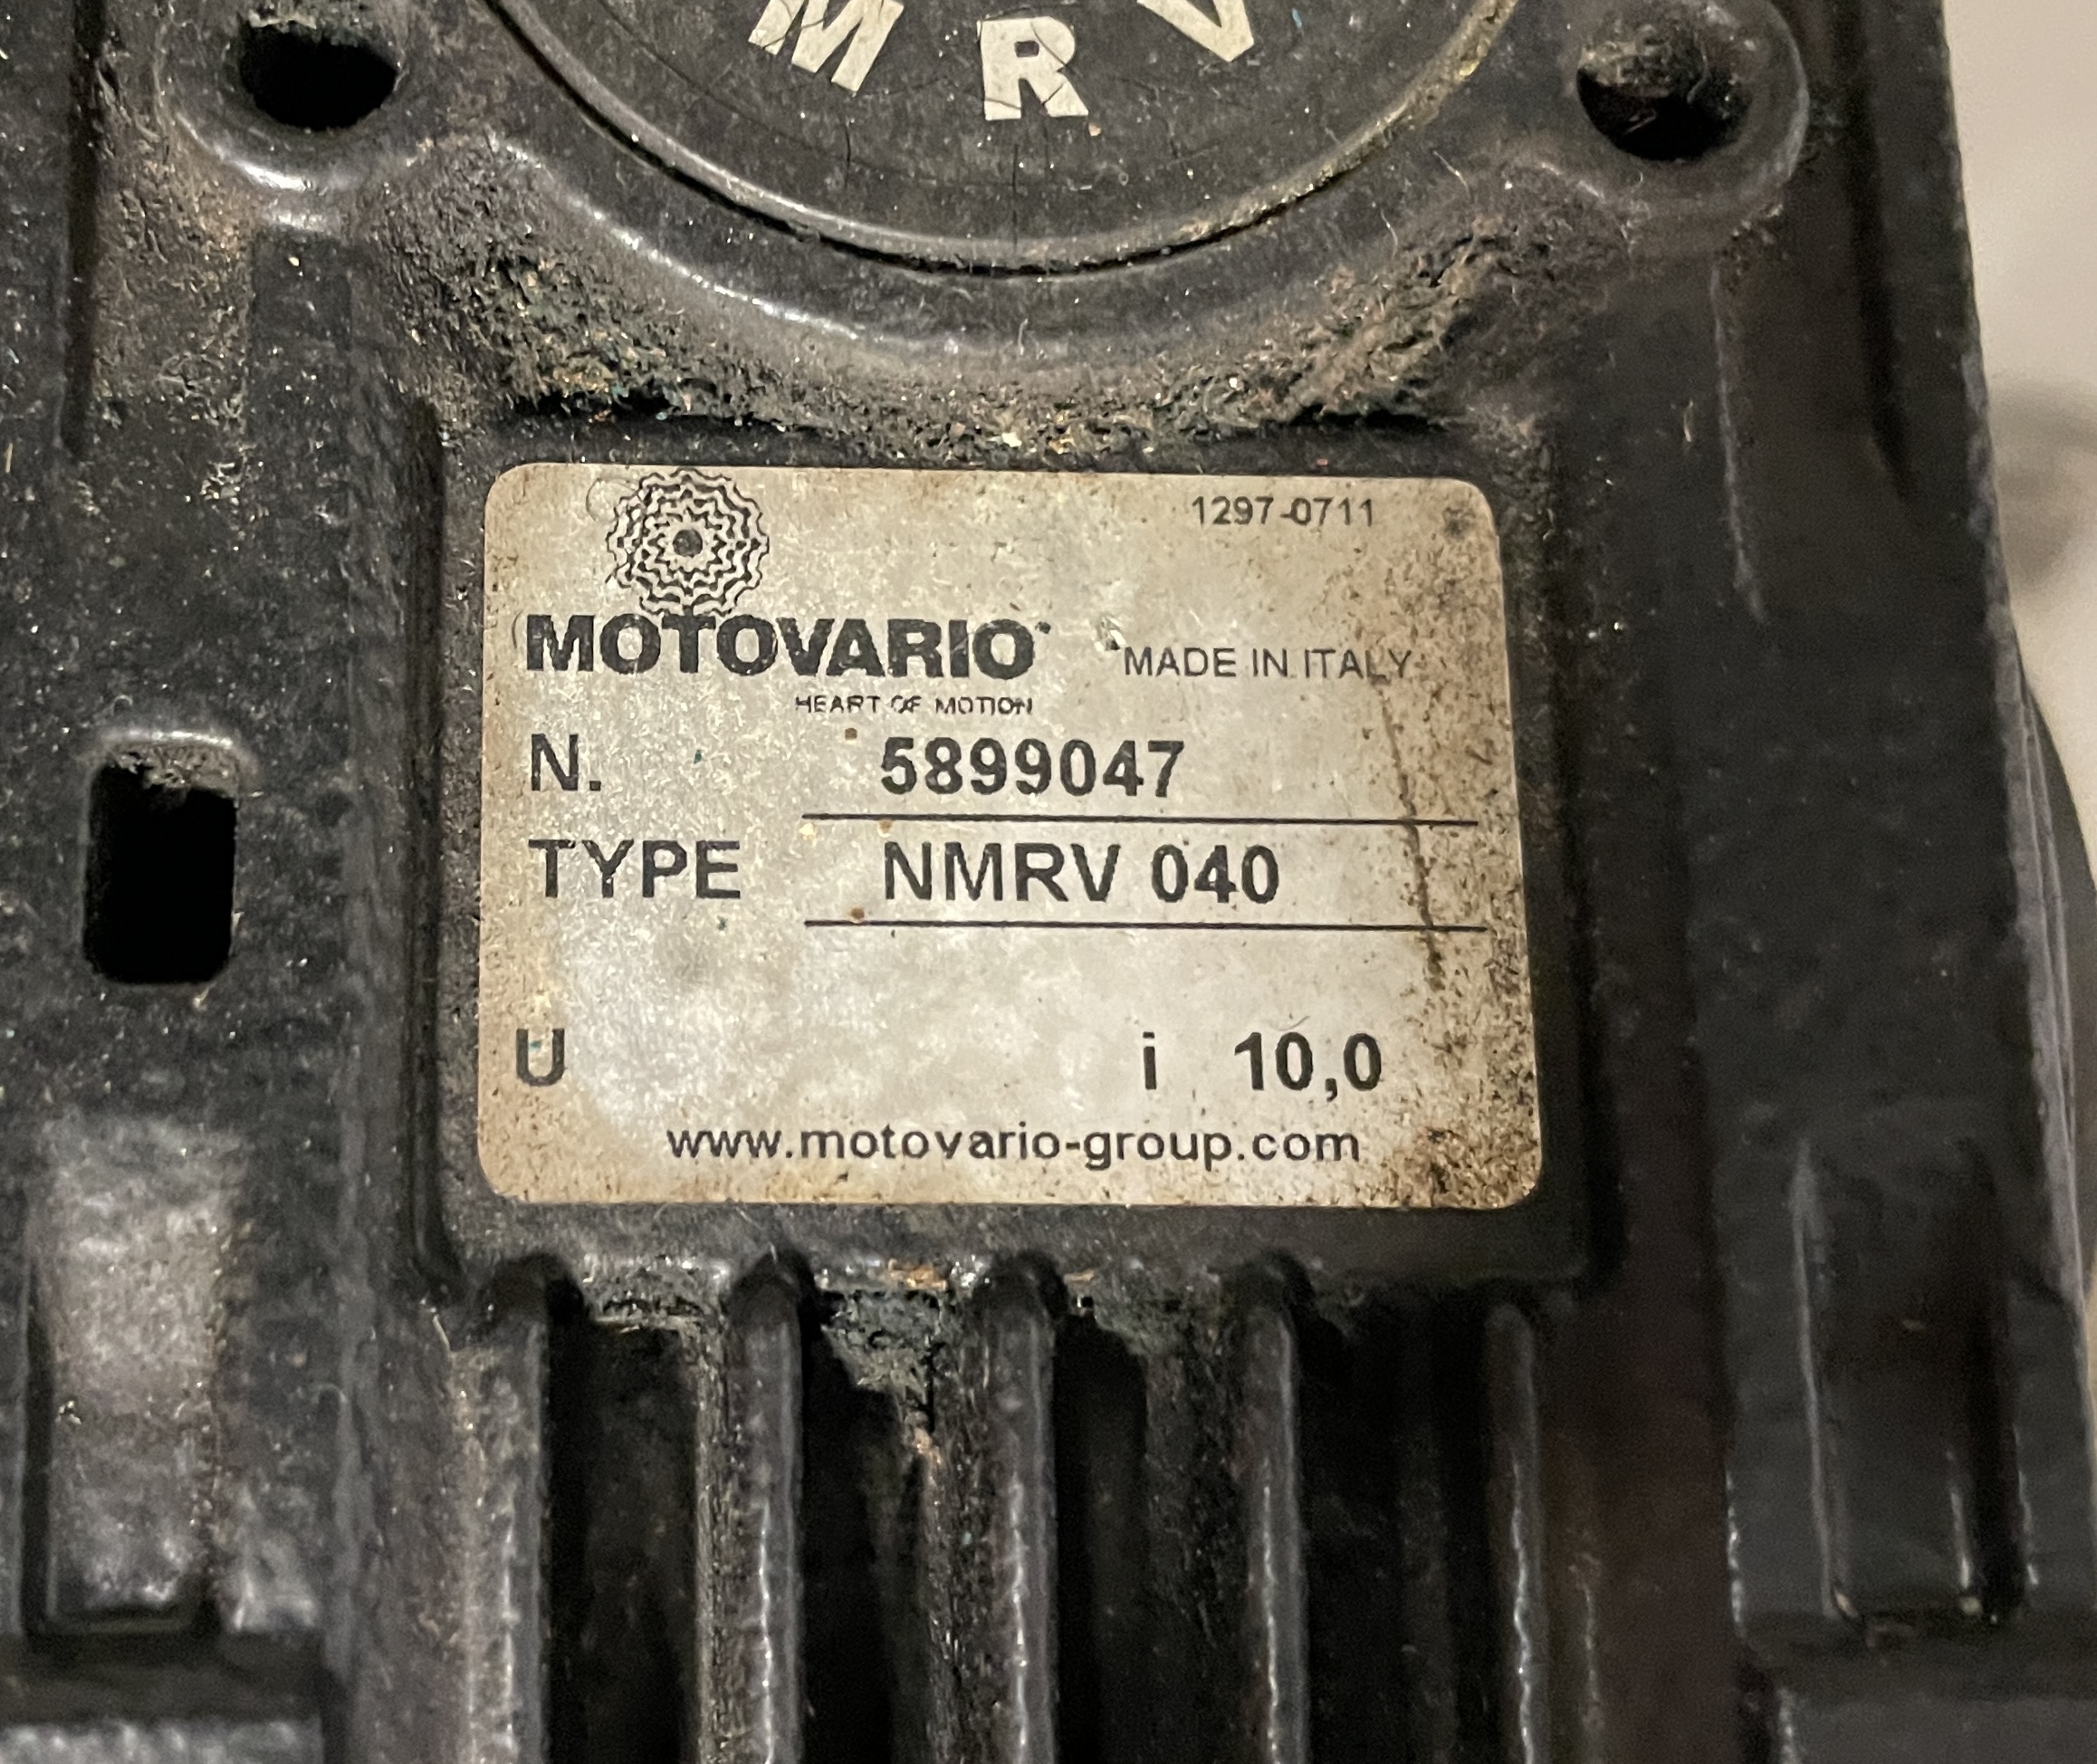 M R V
1297-0711
MOTOVARIO
MADE IN ITALY
HEART OF MOTION
N. 5899047
TYPE NMRV 040
U i 10,0
www.motovario-group.com